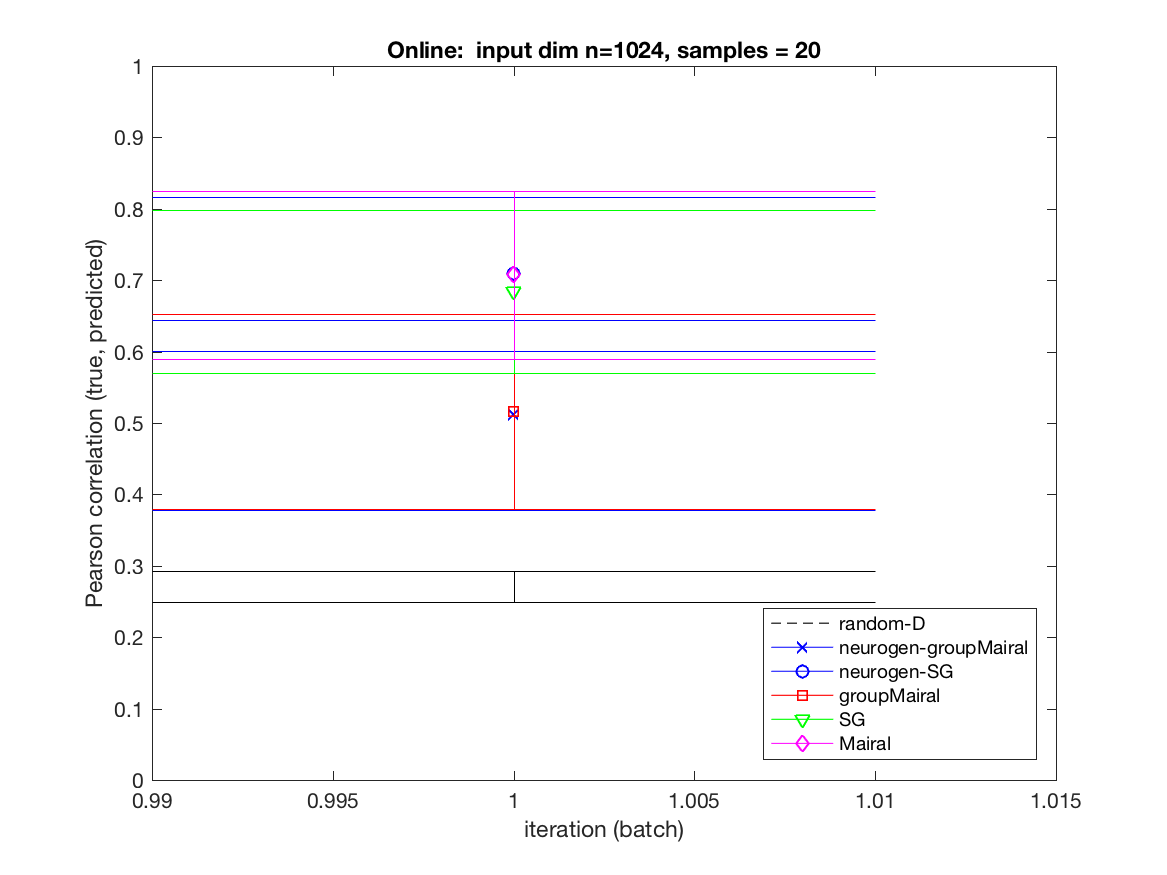 Online:  input dim n=1024, samples = 20
1
0.9
0.8
0.7
0.6
0.5
0.4
0.3
0.2
0.1
0
Pearson correlation (true, predicted)
random-D
neurogen-groupMairal
neurogen-SG
groupMairal
SG
Mairal
0.99
0.995
1
1.005
1.01
1.015
iteration (batch)